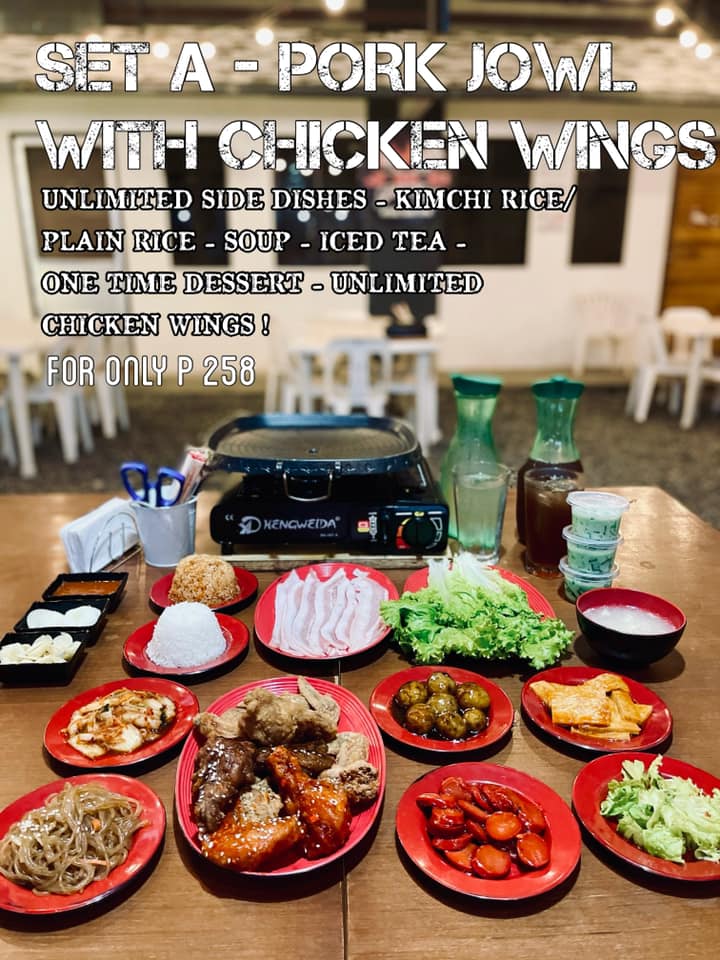 SET A - PORK JOWL
WITH CHICKEN WINGS
UNLIMITED SIDE DISHES - KIMCHI RICE/
PLAIN RICE - SOUP - ICED TEA -
ONE TIME DESSERT - UNLIMITED
CHICKEN WINGS !
FOR ONLY P 258
HENGWEIDA